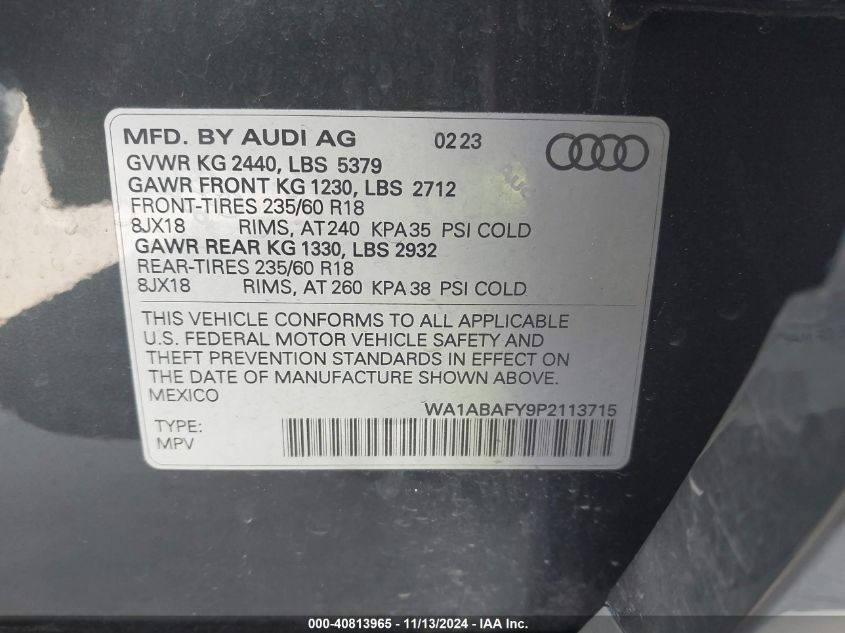 MFD. BY AUDI AG 02 23
GVWR KG 2440, LBS 5379
GAWR FRONT KG 1230, LBS 2712
FRONT-TIRES 235/60 R18
8JX18 RIMS, AT 240 KPA 35 PSI COLD
GAWR REAR KG 1330, LBS 2932
REAR-TIRES 235/60 R18
8JX18 RIMS, AT 260 KPA 38 PSI COLD
THIS VEHICLE CONFORMS TO ALL APPLICABLE
U.S. FEDERAL MOTOR VEHICLE SAFETY AND
THEFT PREVENTION STANDARDS IN EFFECT ON
THE DATE OF MANUFACTURE SHOWN ABOVE.
MEXICO
WA1ABAFY9P2113715
TYPE:
MPV
000-40813965 - 11/13/2024 - IAA Inc.